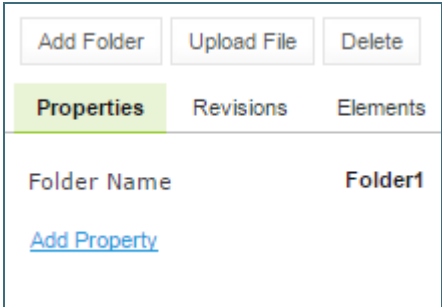 Add Folder Upload File Delete
Properties Revisions Elements
Folder Name Folder1
Add Property